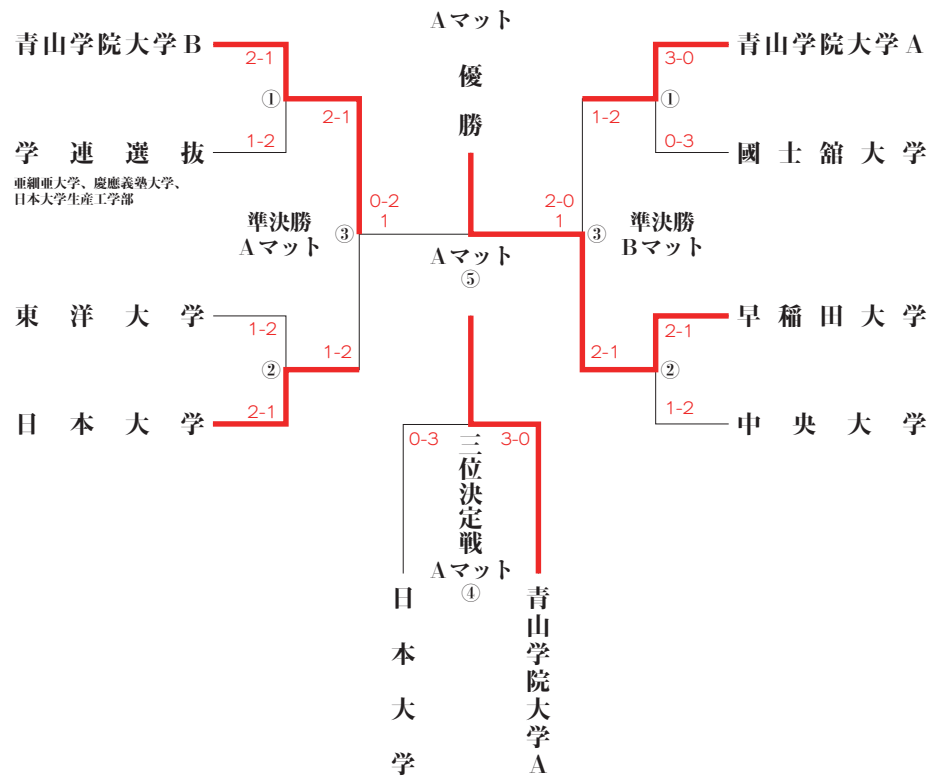 Aマット
優勝
青山学院大学B
2-1
①
2-1
学連選抜
1-2
亜細亜大学、慶應義塾大学、
日本大学生産工学部
準決勝
Aマット
③
0-2
1
東洋大学
1-2
②
1-2
日本大学
2-1
青山学院大学A
3-0
①
1-2
國士舘大学
0-3
2-0
1
③
準決勝
Bマット
早稲田大学
2-1
②
2-1
中央大学
1-2
Aマット
⑤
0-3
三位決定戦
3-0
Aマット
④
日本大学
青山学院大学A